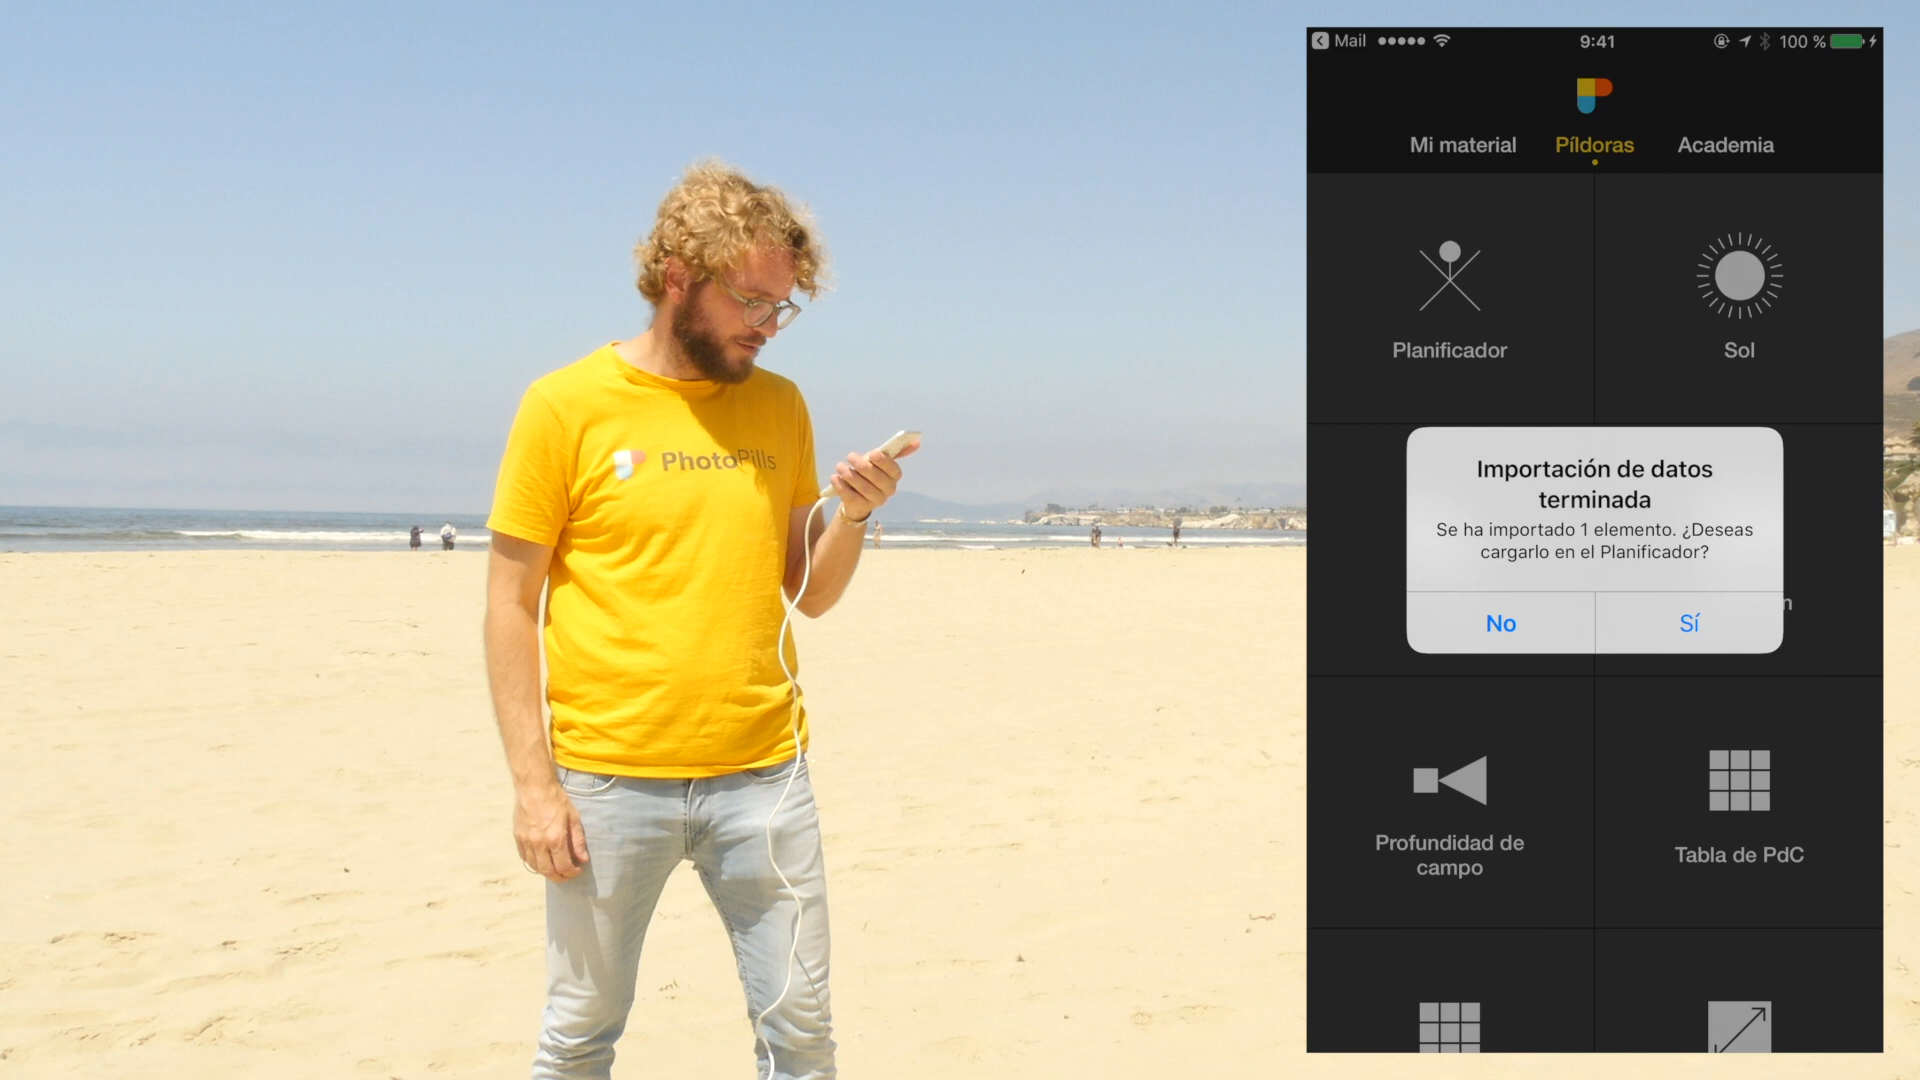 PhotoPills
Mail
9:41
100 %
Mi material
Píldoras
Academia
Planificador
Sol
Importación de datos
terminada
Se ha importado 1 elemento. ¿Deseas
cargarlo en el Planificador?
No
Sí
n
Profundidad de
campo
Tabla de PdC